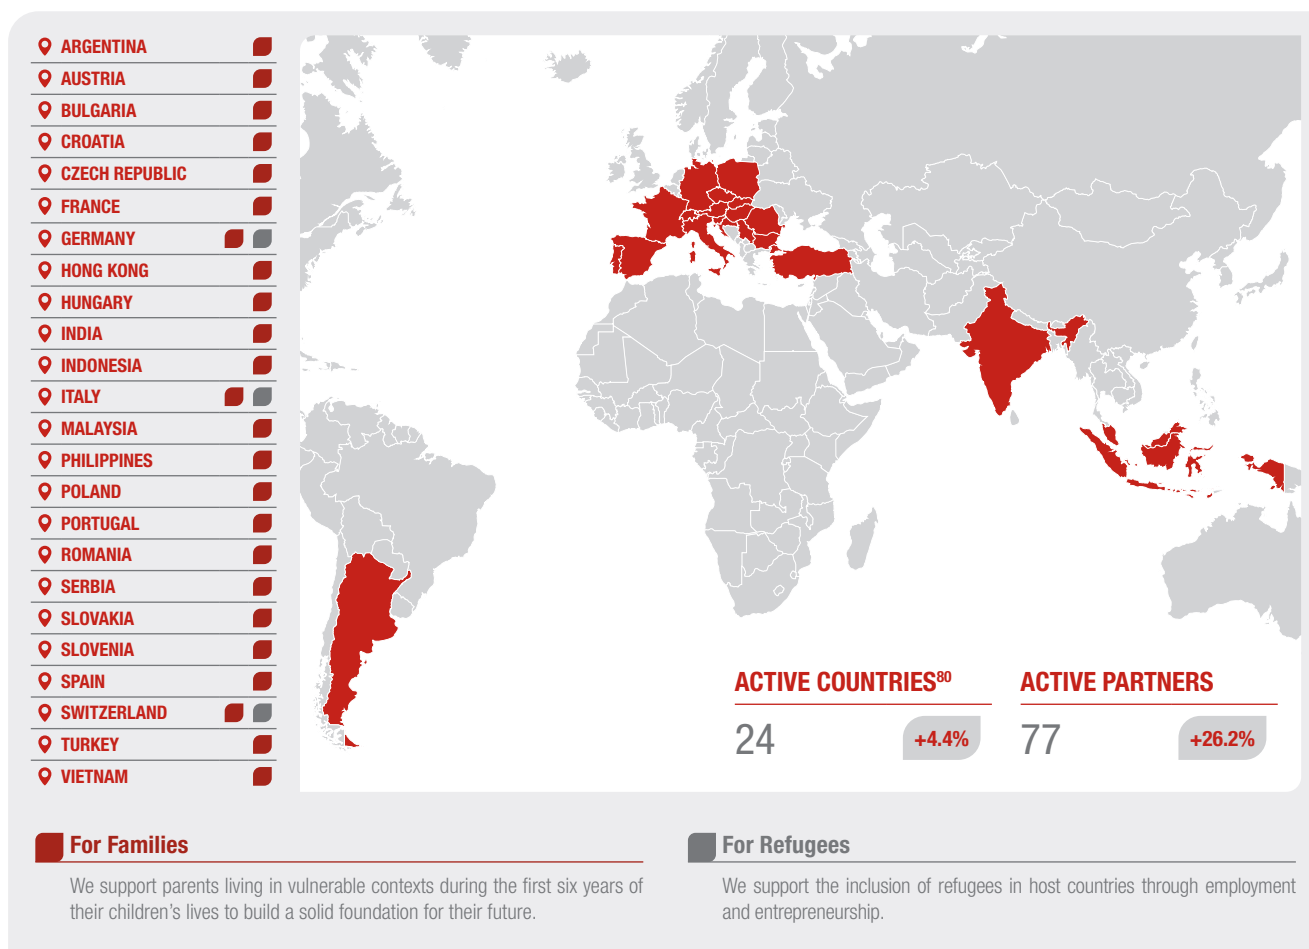 ARGENTINA
AUSTRIA
BULGARIA
CROATIA
CZECH REPUBLIC
FRANCE
GERMANY
HONG KONG
HUNGARY
INDIA
INDONESIA
ITALY
MALAYSIA
PHILIPPINES
POLAND
PORTUGAL
ROMANIA
SERBIA
SLOVAKIA
SLOVENIA
SPAIN
SWITZERLAND
TURKEY
VIETNAM
ACTIVE COUNTRIES80
24
+4.4%
ACTIVE PARTNERS
77
+26.2%
For Families
We support parents living in vulnerable contexts during the first six years of
their children’s lives to build a solid foundation for their future.
For Refugees
We support the inclusion of refugees in host countries through employment
and entrepreneurship.